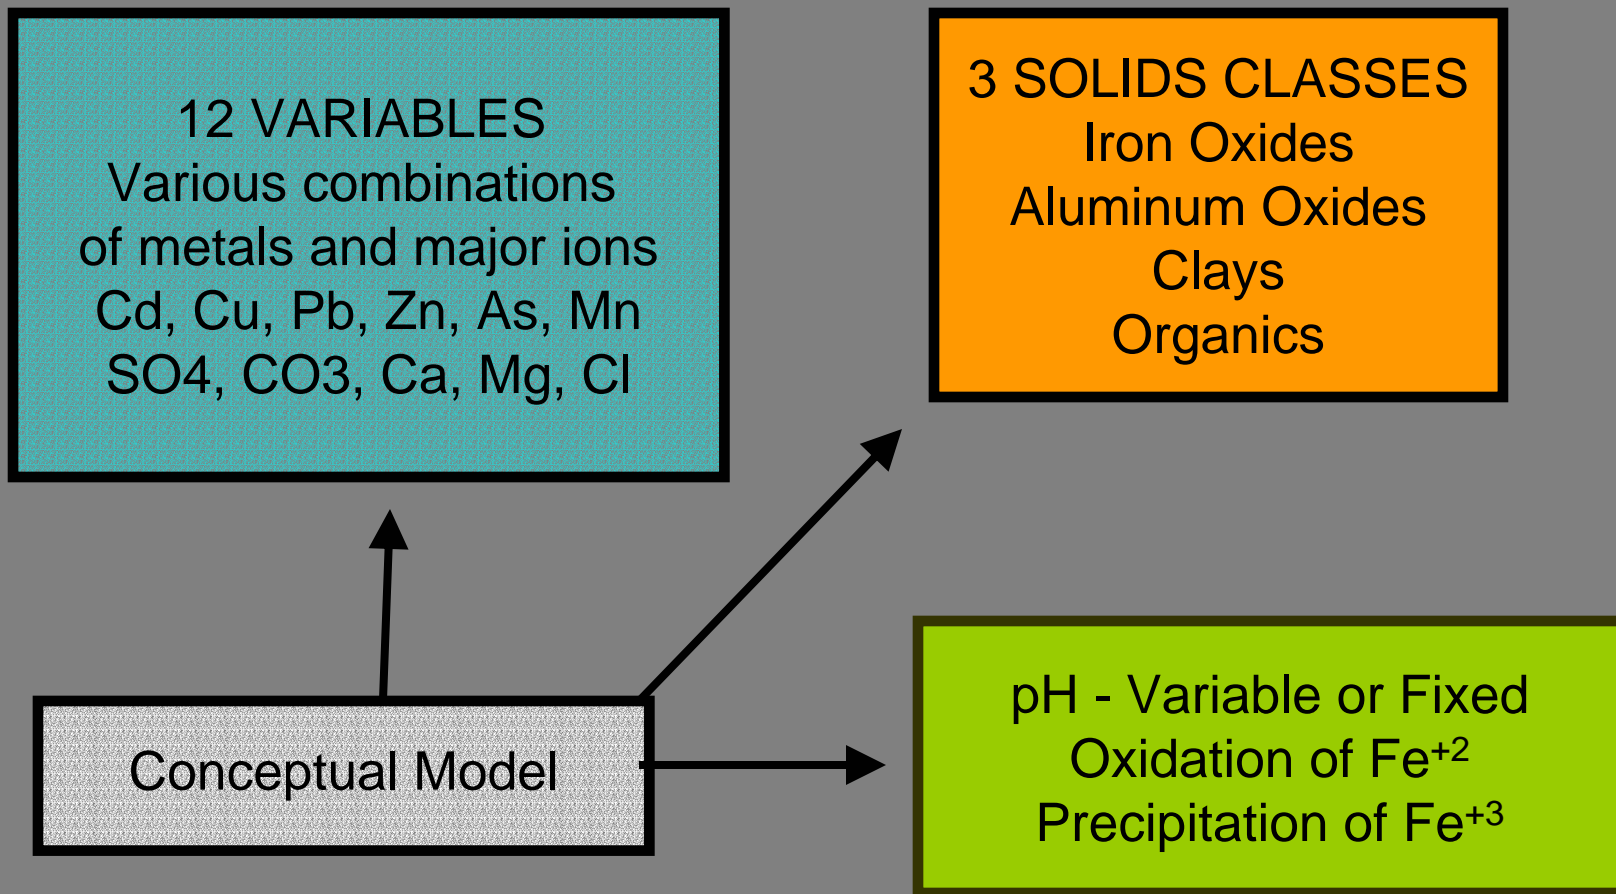 12 VARIABLES
Various combinations
of metals and major ions
Cd, Cu, Pb, Zn, As, Mn
SO4, CO3, Ca, Mg, Cl
3 SOLIDS CLASSES
Iron Oxides
Aluminum Oxides
Clays
Organics
Conceptual Model
pH - Variable or Fixed
Oxidation of Fe⁺²
Precipitation of Fe⁺³